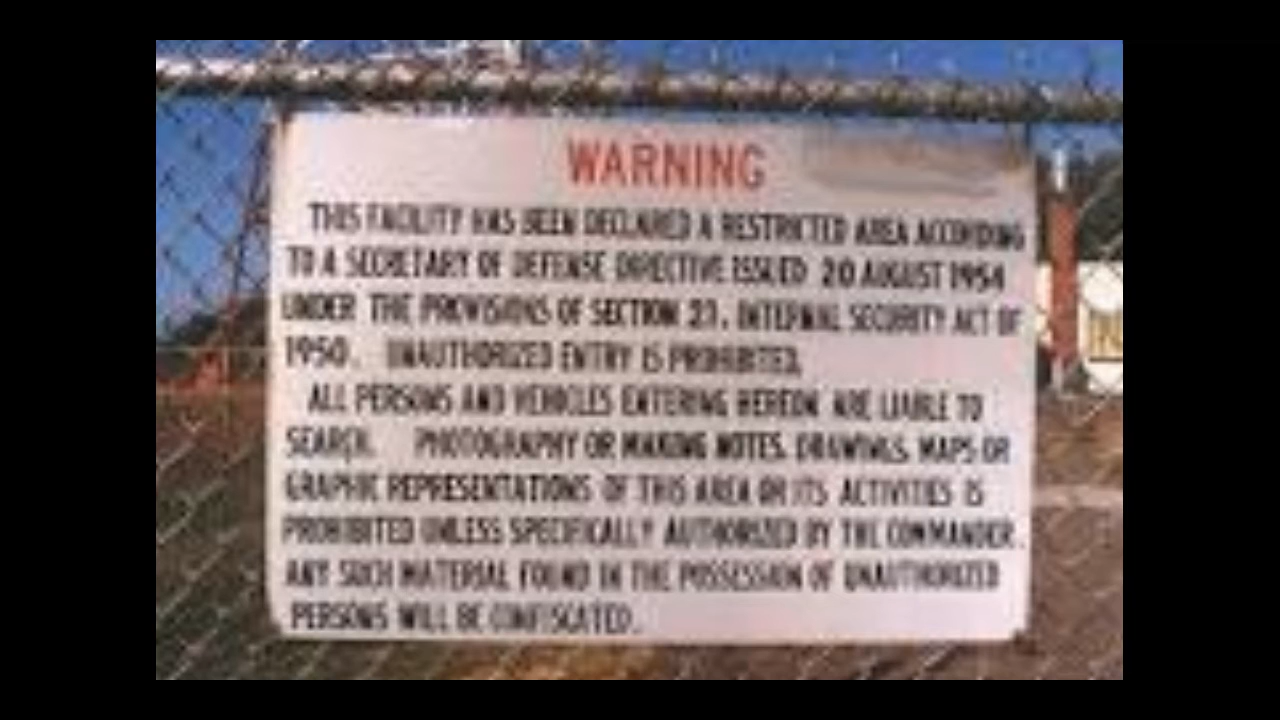 WARNING
THIS FACILITY HAS BEEN DECLARED A RESTRICTED AREA ACCORDING
TO A SECRETARY OF DEFENSE DIRECTIVE ISSUED 20 AUGUST 1954
UNDER THE PROVISIONS OF SECTION 21, INTERNAL SECURITY ACT OF
1950. UNAUTHORIZED ENTRY IS PROHIBITED.
ALL PERSONS AND VEHICLES ENTERING HEREON ARE LIABLE TO
SEARCH. PHOTOGRAPHY OR MAKING NOTES, DRAWINGS, MAPS OR
GRAPHIC REPRESENTATIONS OF THIS AREA OR ITS ACTIVITIES IS
PROHIBITED UNLESS SPECIFICALLY AUTHORIZED BY THE COMMANDER.
ANY SUCH MATERIAL FOUND IN THE POSSESSION OF UNAUTHORIZED
PERSONS WILL BE CONFISCATED.